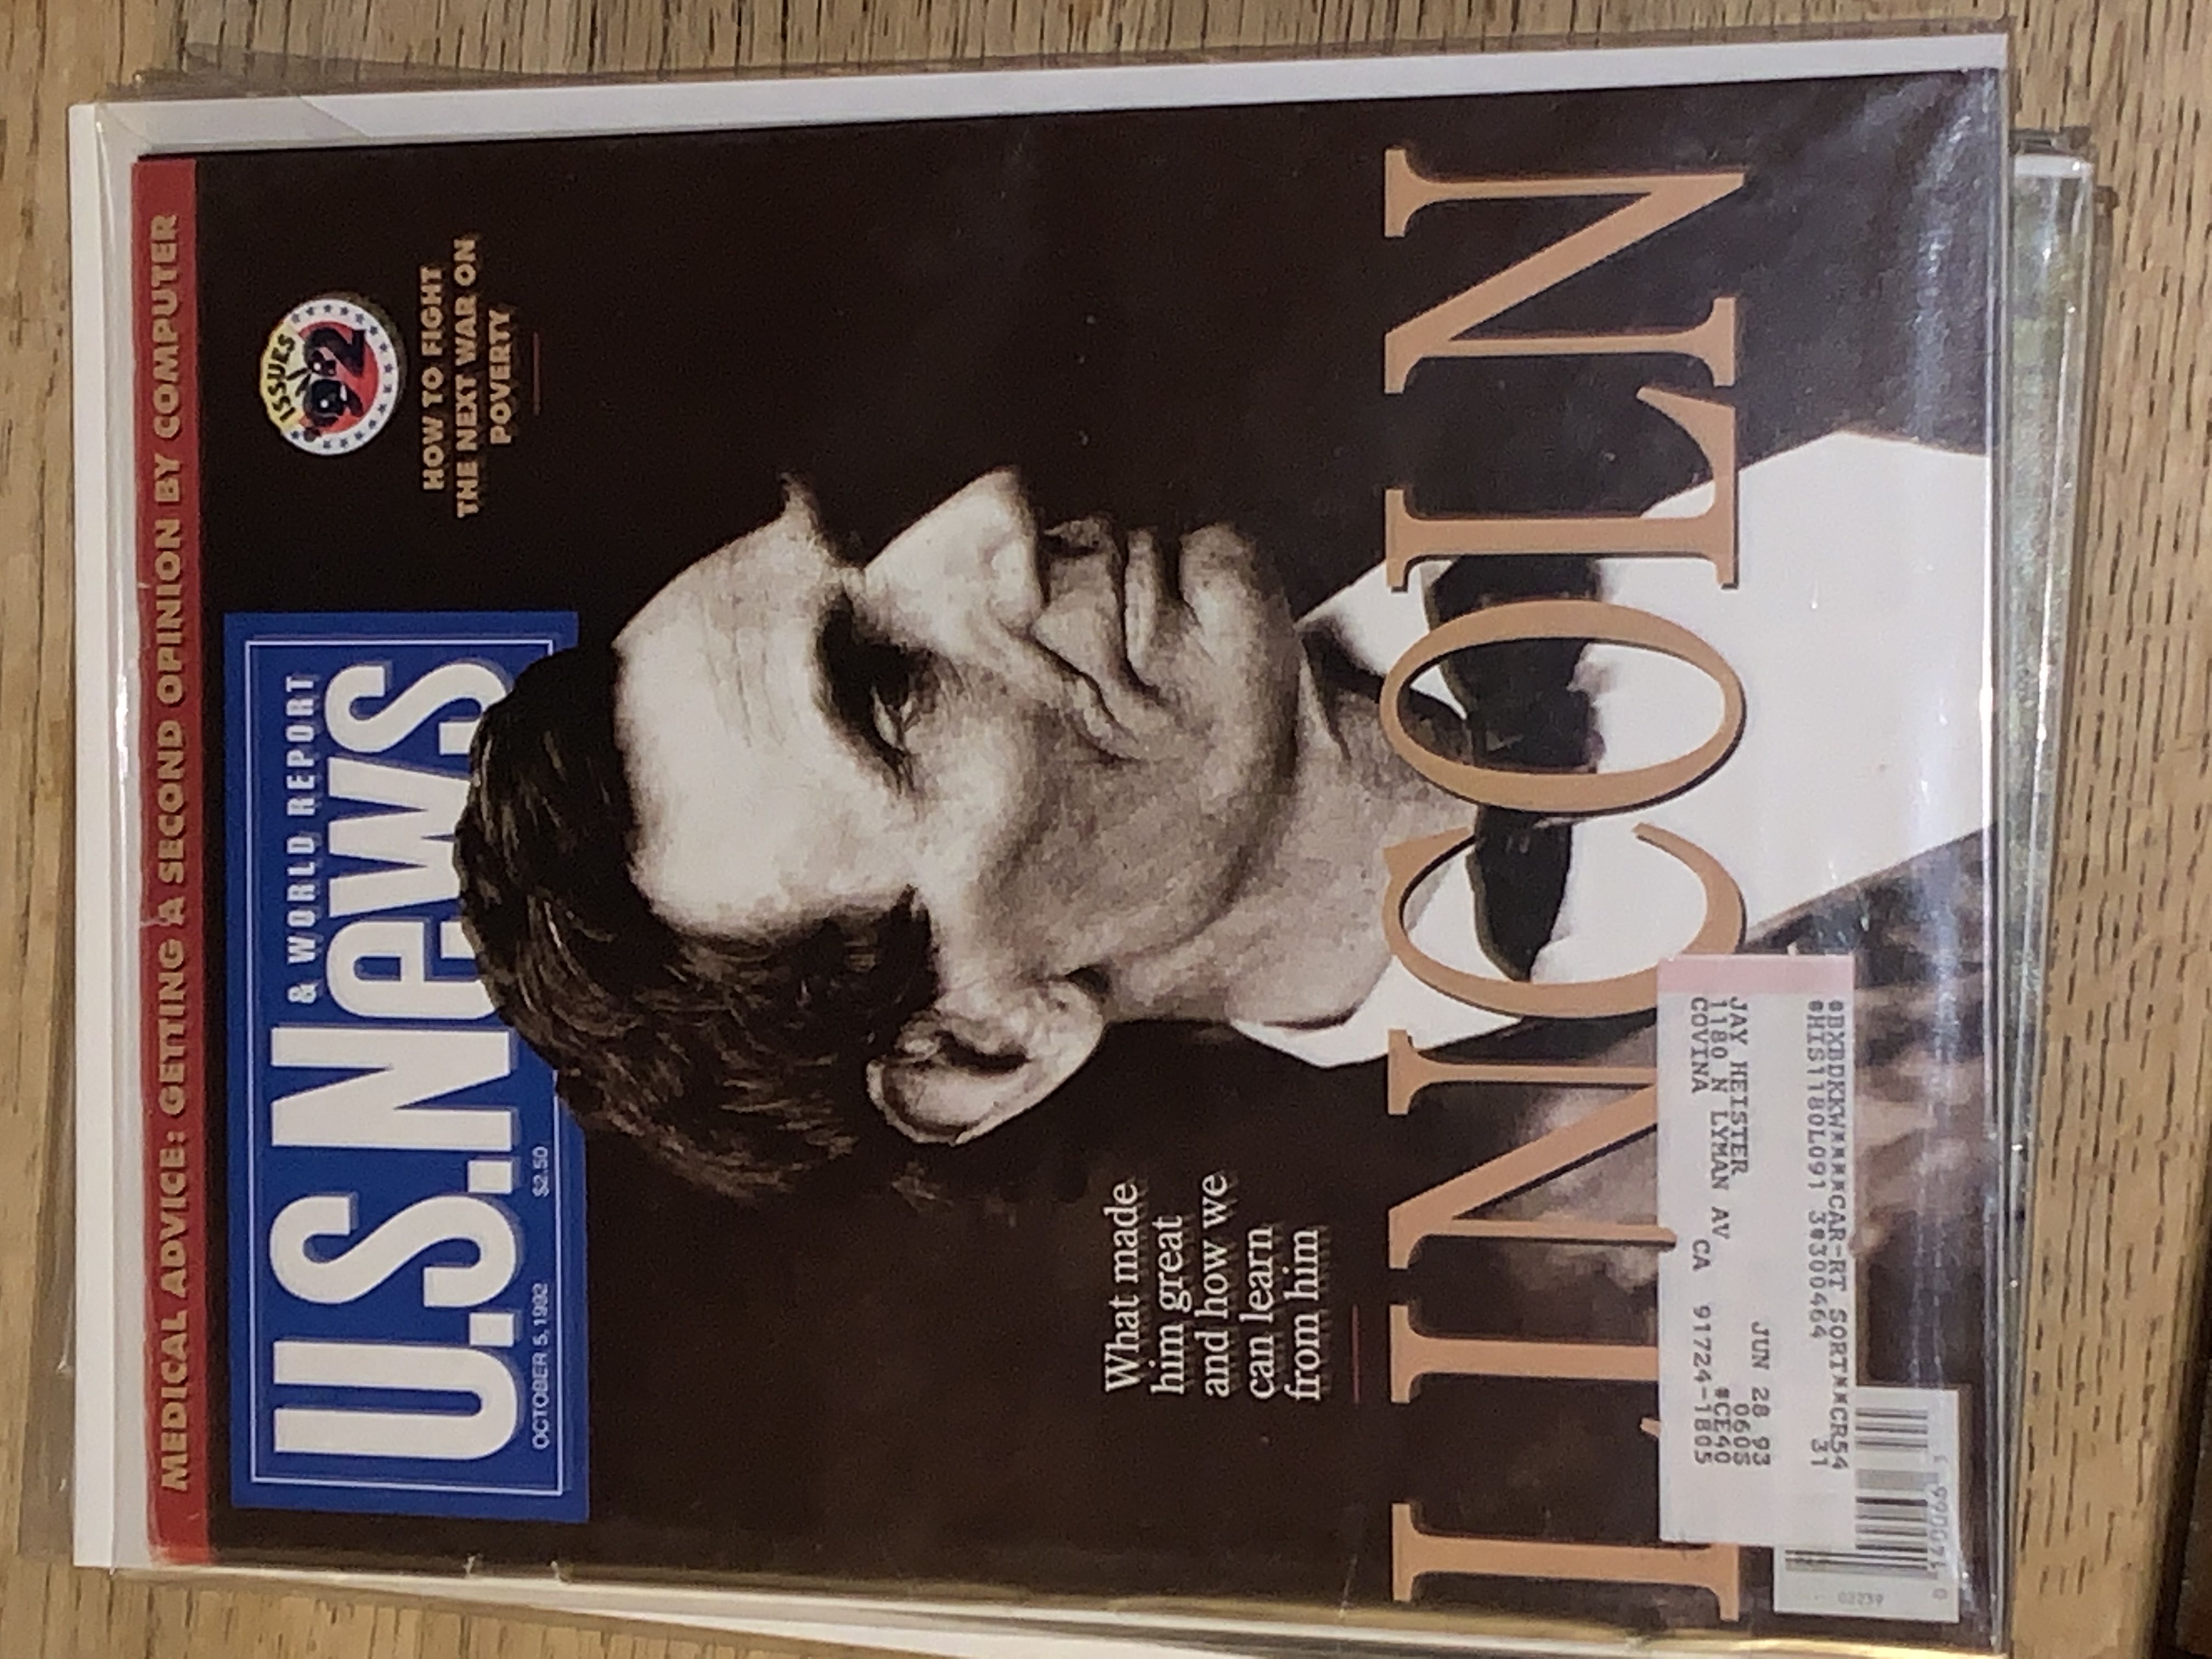 MEDICAL ADVICE: GETTING A SECOND OPINION BY COMPUTER
& WORLD REPORT
U.S.News
OCTOBER 5, 1992 $2.50
ISSUES
'92
HOW TO FIGHT
THE NEXT WAR ON
POVERTY
What made
him great
and how we
can learn
from him
LINCOLN
CAR-RT SORT**CR54
#HIS1180L091 3#300464 31
JUN 28 93
JAY HEISTER 0605
1180 N LYMAN AV #CE40
COVINA CA 91724-1805
02239